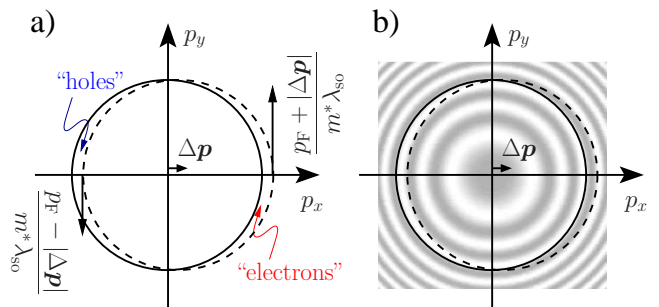 a)
p_y
"holes"
Δp
p_F + |Δp|
m* λ_so
p_x
p_F − |Δp|
m* λ_so
"electrons"
b)
p_y
Δp
p_x